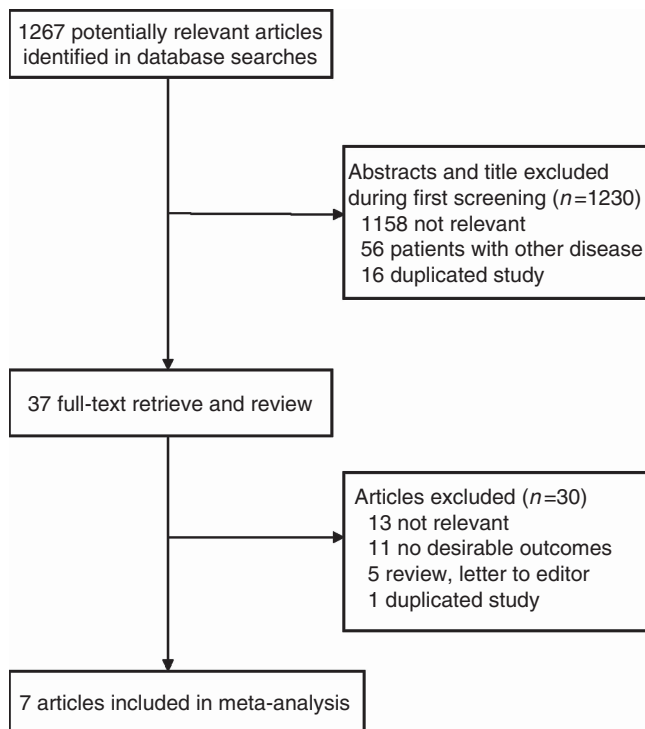 1267 potentially relevant articles
identified in database searches
Abstracts and title excluded
during first screening (n=1230)
1158 not relevant
56 patients with other disease
16 duplicated study
37 full-text retrieve and review
Articles excluded (n=30)
13 not relevant
11 no desirable outcomes
5 review, letter to editor
1 duplicated study
7 articles included in meta-analysis